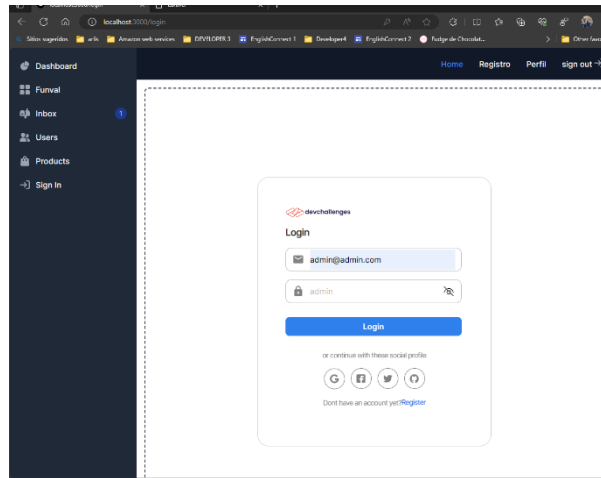 localhost:3000/login
Sitios sugeridos
Amazon web services
DEVELOPER 3
EnglishConnect 1
Developer4
EnglishConnect 2
Fudge de Chocolat...
Dashboard
Home Registro Perfil sign out
Funval
Inbox 1
Users
Products
Sign In
devchallenges
Login
admin@admin.com
admin
Login
or continue with these social profile
Dont have an account yet?Register